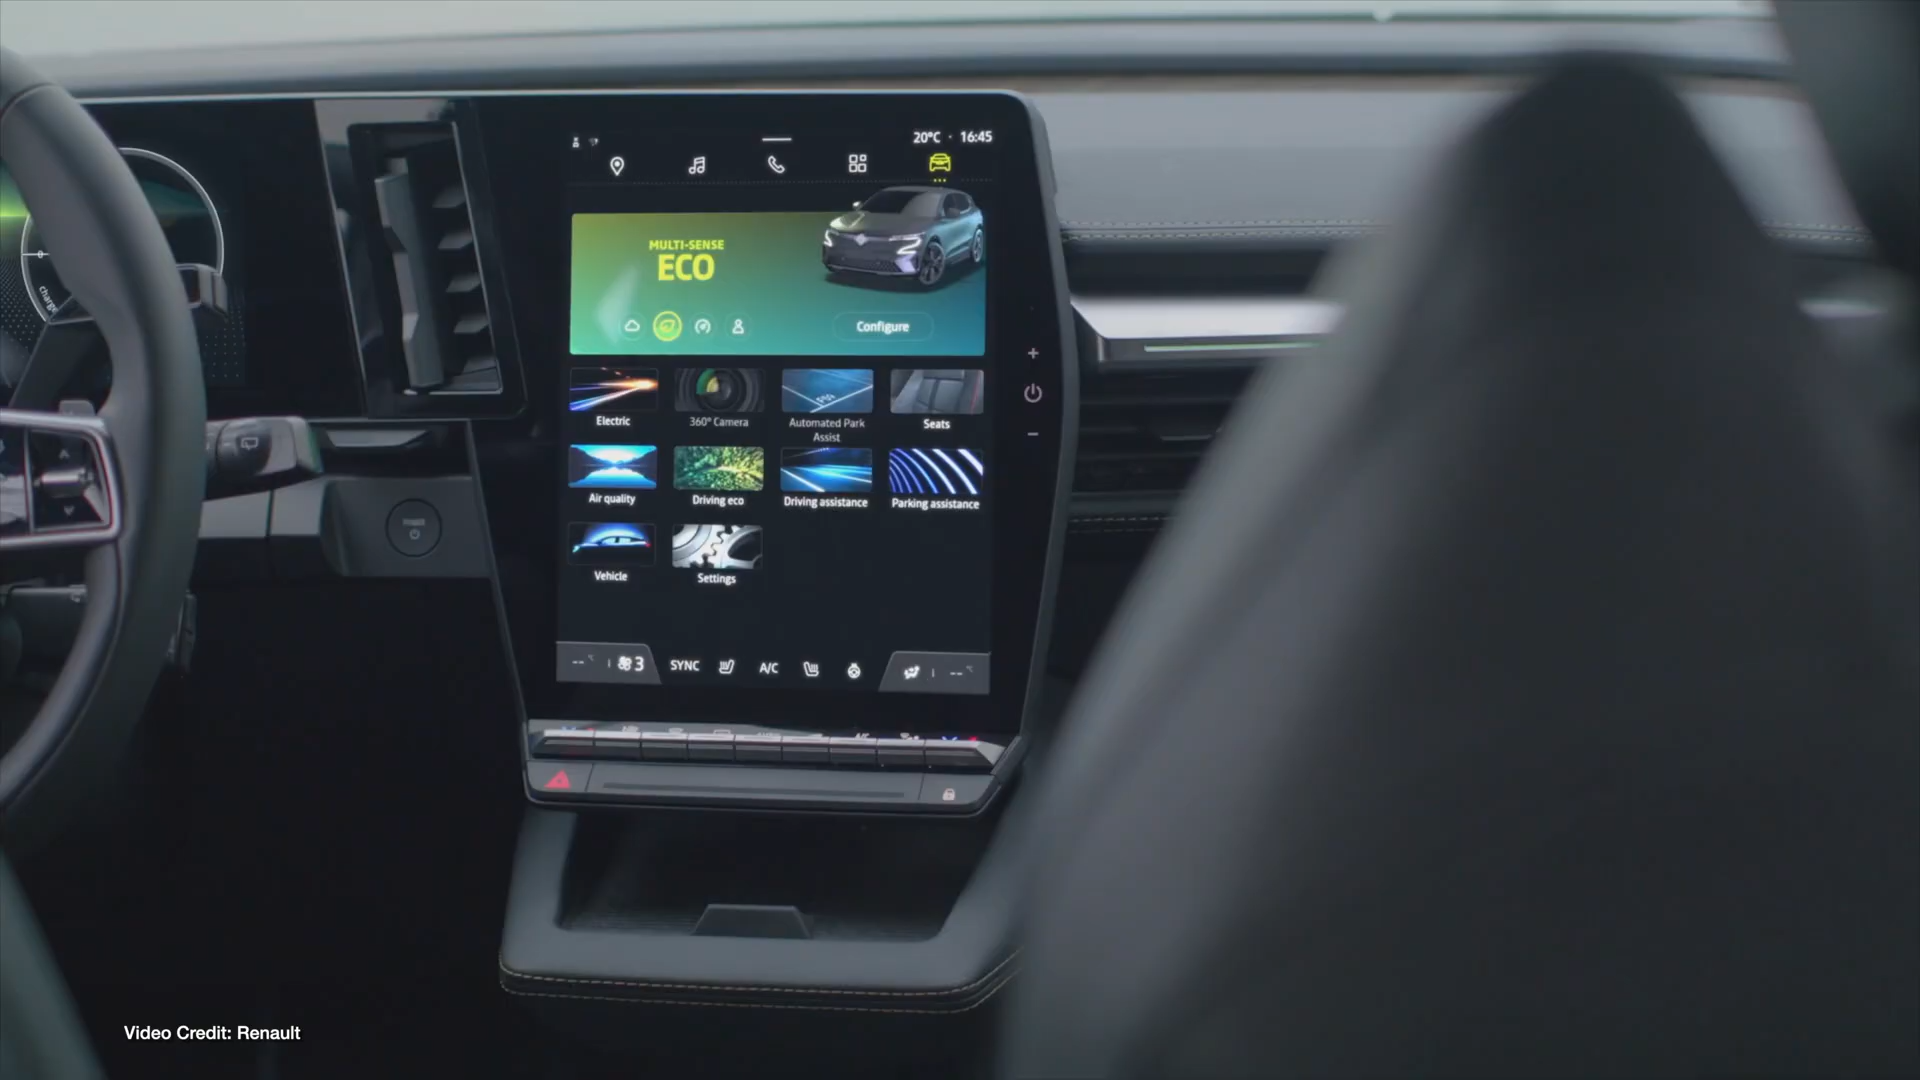 20°C · 16:45
MULTI-SENSE
ECO
Configure
Electric
360° Camera
Automated Park
Assist
Seats
Air quality
Driving eco
Driving assistance
Parking assistance
Vehicle
Settings
-- °C
3
SYNC
A/C
-- °C
Video Credit: Renault